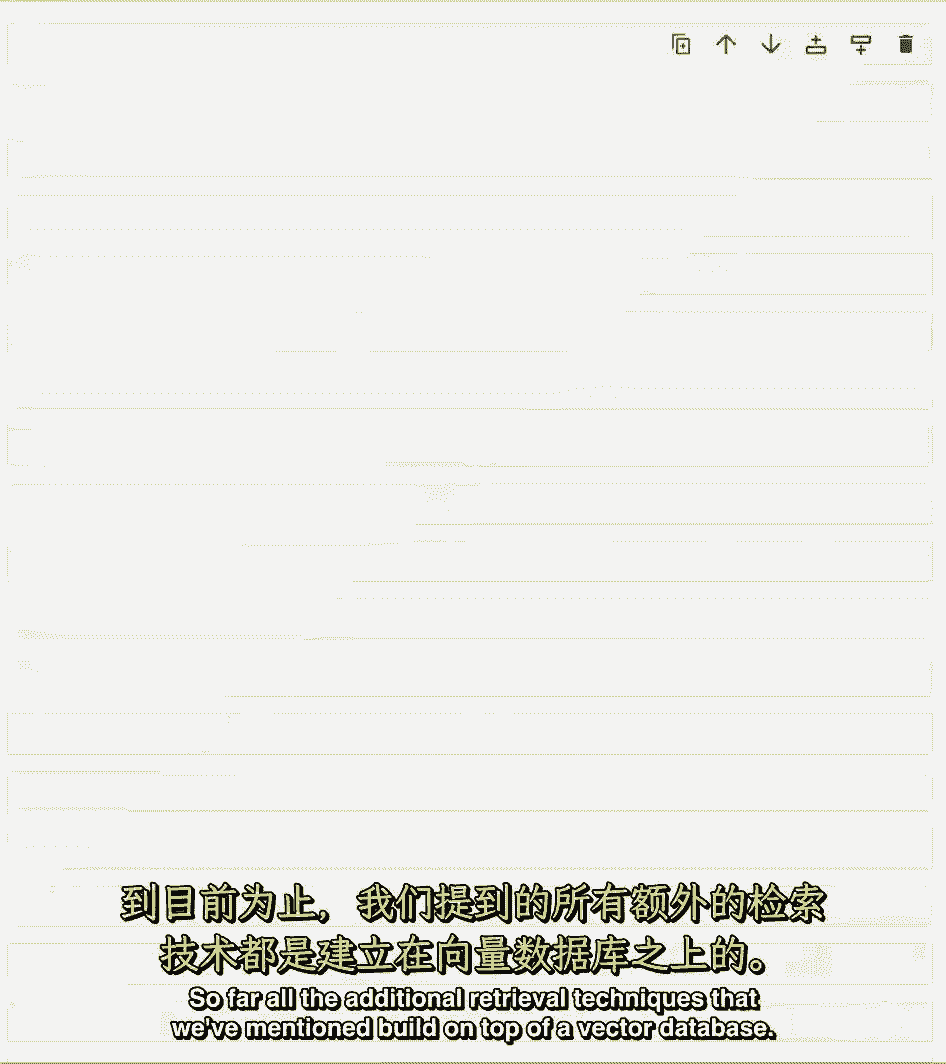 到目前为止，我们提到的所有额外的检索
技术都是建立在向量数据库之上的。
So far all the additional retrieval techniques that
we've mentioned build on top of a vector database.